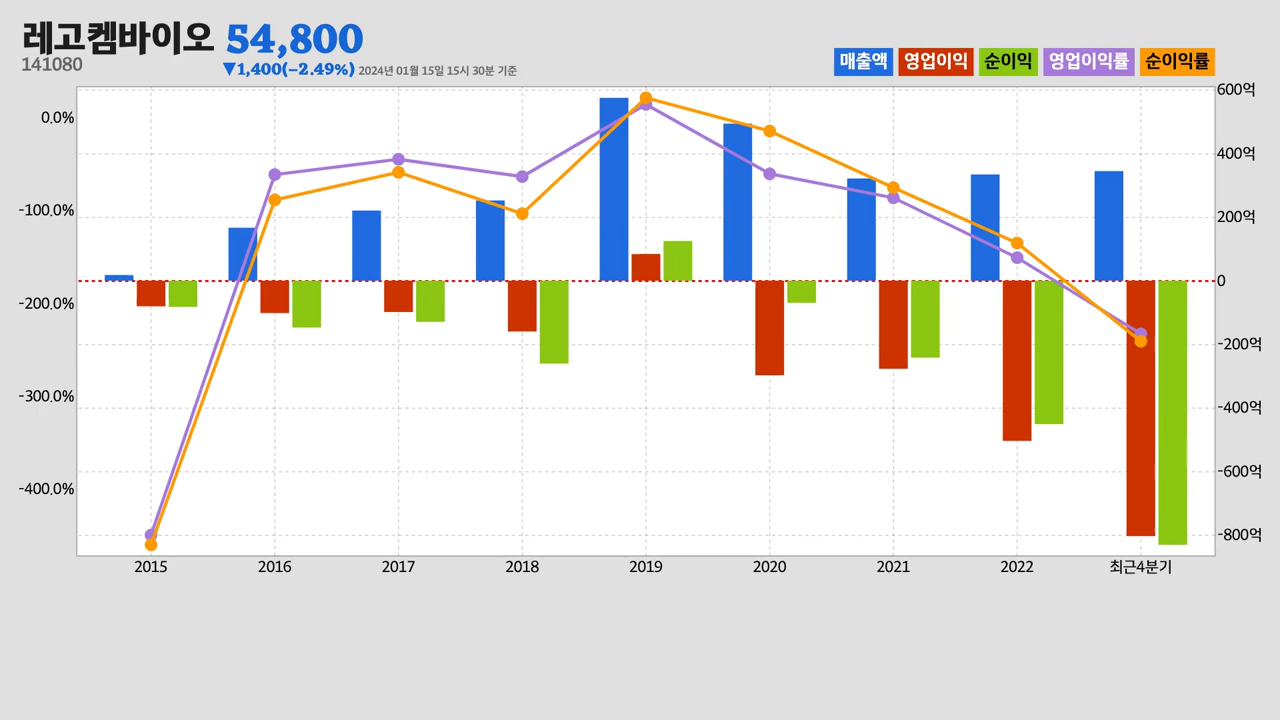 레고켐바이오 54,800
141080
▼1,400(−2.49%) 2024년 01월 15일 15시 30분 기준
매출액 영업이익 순이익 영업이익률 순이익률
0.0%
-100.0%
-200.0%
-300.0%
-400.0%
600억
400억
200억
0
-200억
-400억
-600억
-800억
2015 2016 2017 2018 2019 2020 2021 2022 최근4분기